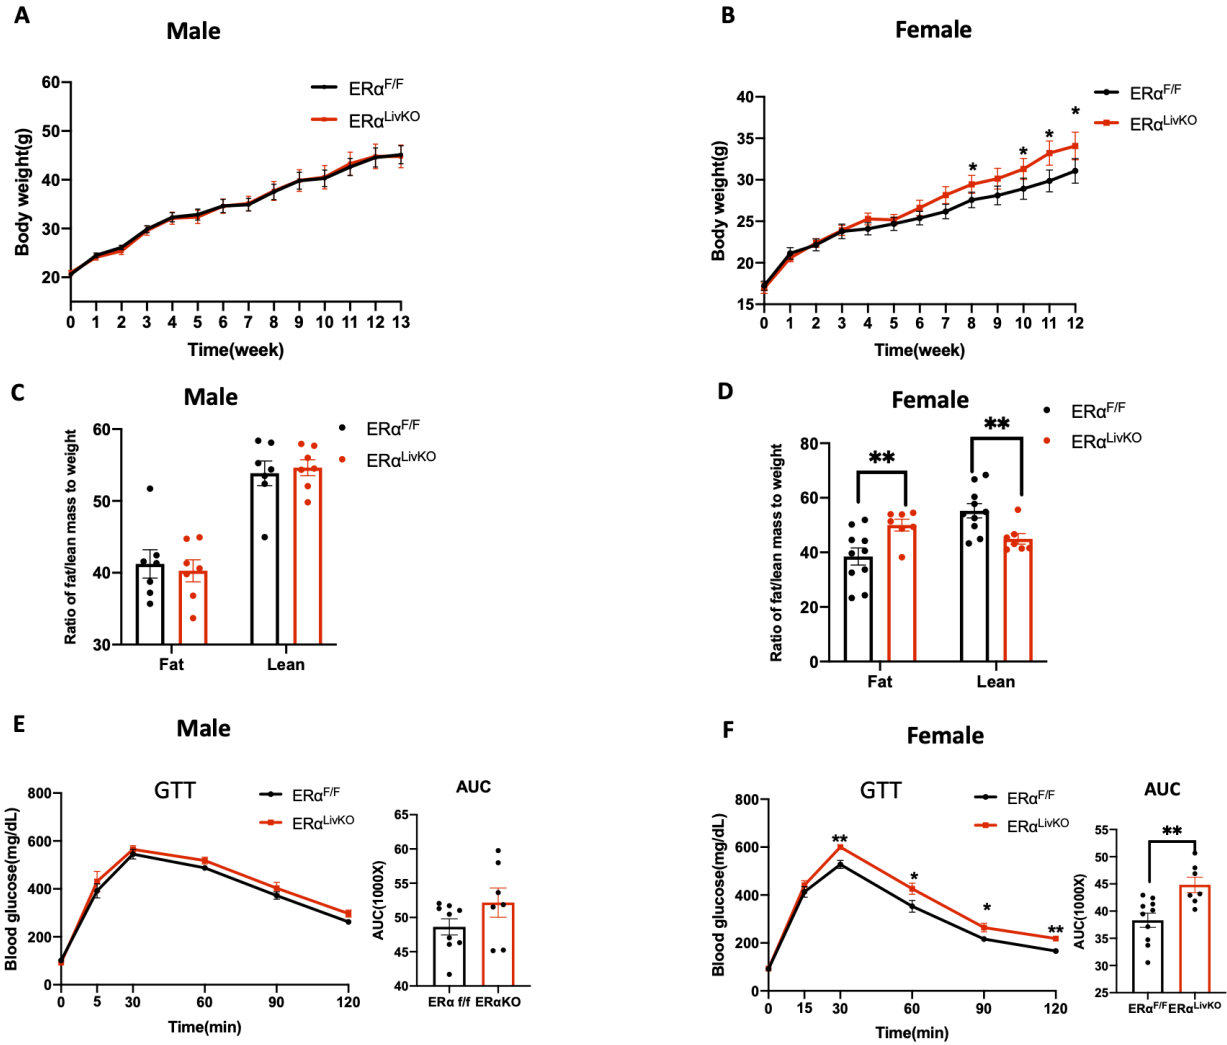 A
Male
ERαF/F
ERαLivKO
Body weight(g)
60
50
40
30
20
0 1 2 3 4 5 6 7 8 9 10 11 12 13
Time(week)
B
Female
ERαF/F
ERαLivKO
Body weight(g)
40
35
30
25
20
15
* * * *
0 1 2 3 4 5 6 7 8 9 10 11 12
Time(week)
C
Male
ERαF/F
ERαLivKO
Ratio of fat/lean mass to weight
60
50
40
30
Fat Lean
D
Female
ERαF/F
ERαLivKO
Ratio of fat/lean mass to weight
80
60
40
20
0
** **
Fat Lean
E
Male
GTT
ERαF/F
ERαLivKO
Blood glucose(mg/dL)
800
600
400
200
0
0 5 30 60 90 120
Time(min)
AUC
AUC(1000X)
65
60
55
50
45
40
ERα f/f ERαKO
F
Female
GTT
ERαF/F
ERαLivKO
Blood glucose(mg/dL)
800
600
400
200
0
** * * **
0 15 30 60 90 120
Time(min)
AUC
AUC(1000X)
55
50
45
40
35
30
25
**
ERαF/F ERαLivKO